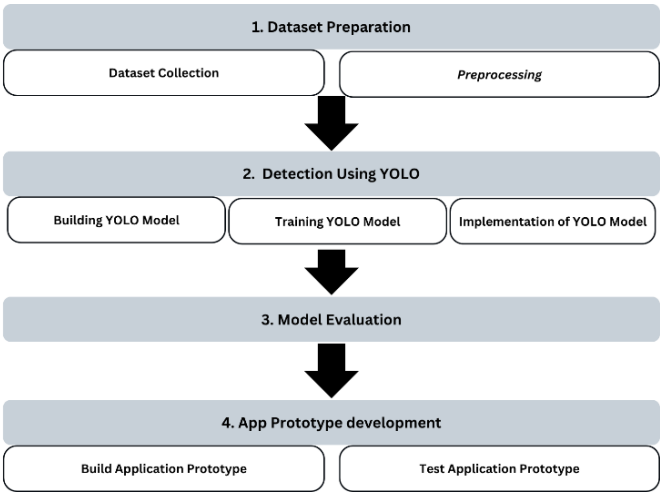 1. Dataset Preparation
Dataset Collection
Preprocessing
2. Detection Using YOLO
Building YOLO Model
Training YOLO Model
Implementation of YOLO Model
3. Model Evaluation
4. App Prototype development
Build Application Prototype
Test Application Prototype